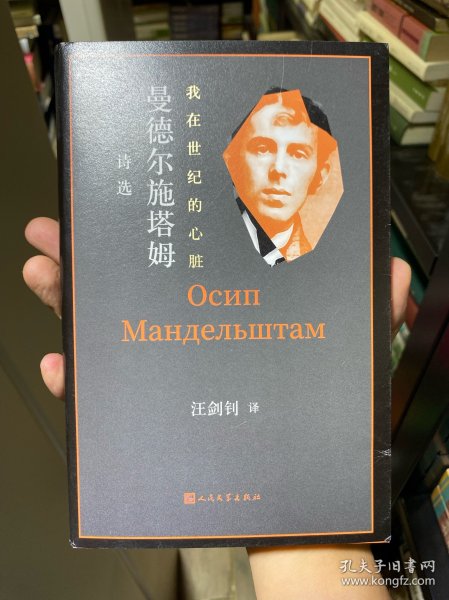 我在世纪的心脏
曼德尔施塔姆
诗选
Осип
Мандельштам
汪剑钊 译
人民文学出版社
孔夫子旧书网
www.kongfz.com